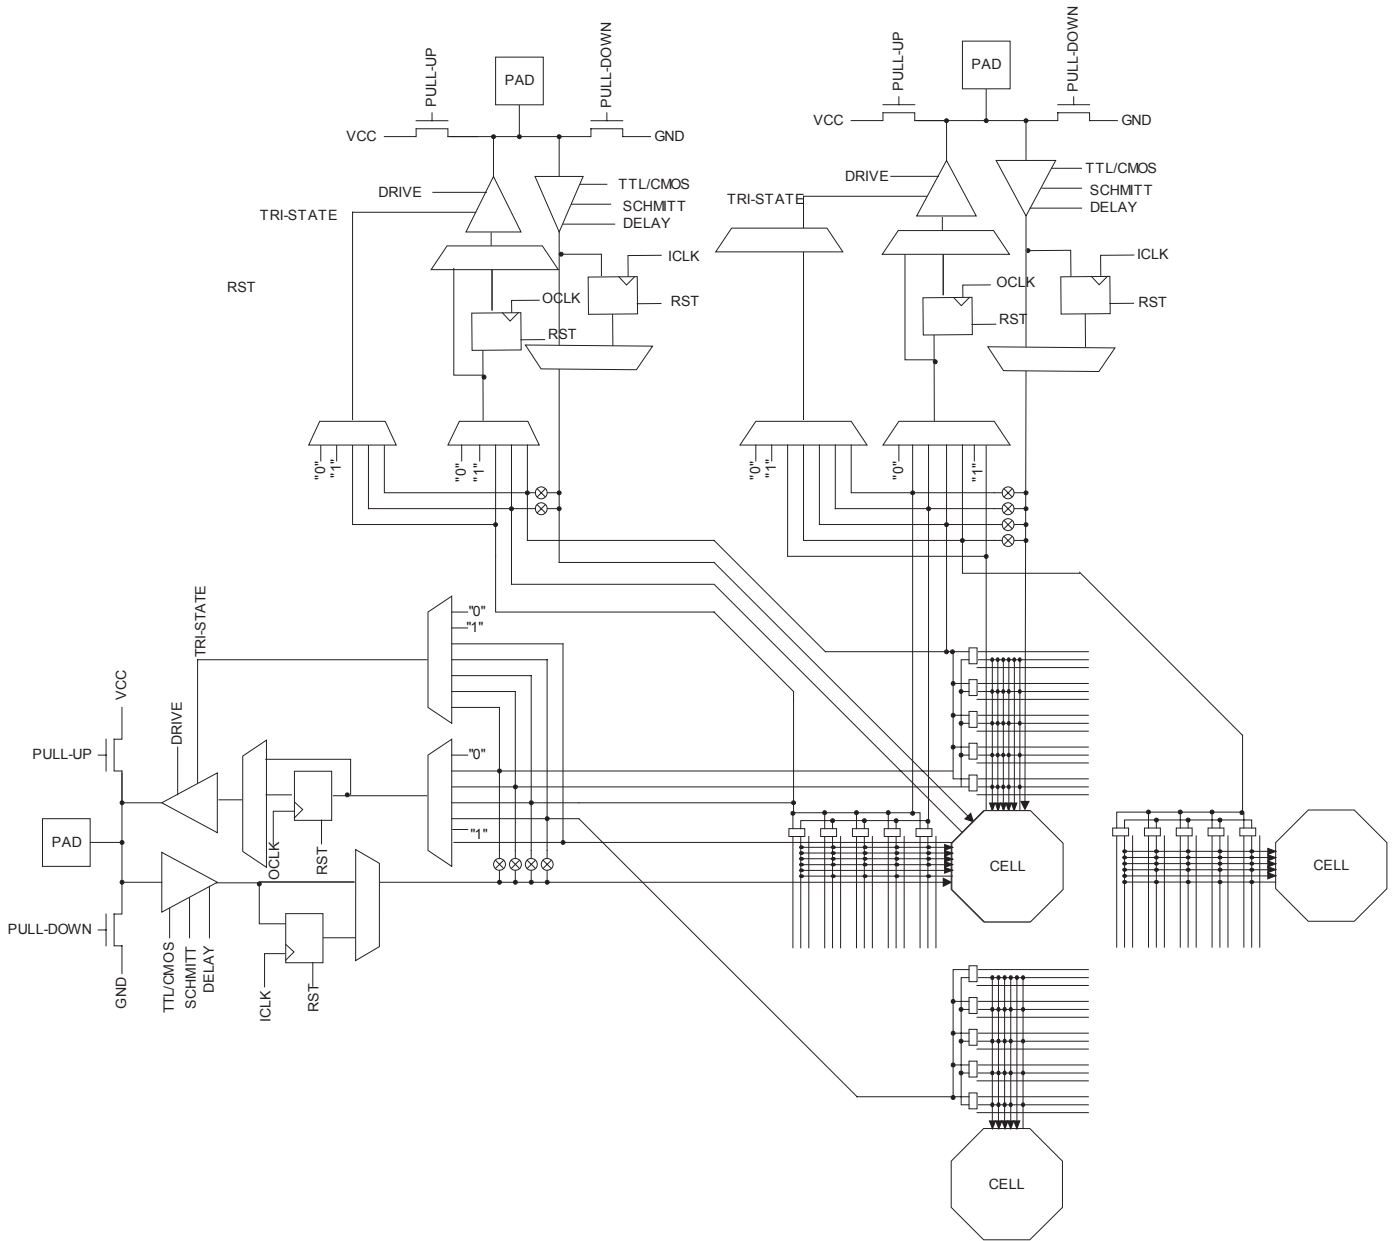 PULL-UP
PAD
PULL-DOWN
VCC
GND
DRIVE
TTL/CMOS
SCHMITT
DELAY
TRI-STATE
ICLK
RST
OCLK
RST
RST
"0"
"1"
"0"
"1"
PULL-UP
PAD
PULL-DOWN
VCC
GND
DRIVE
TTL/CMOS
SCHMITT
DELAY
TRI-STATE
ICLK
OCLK
RST
RST
"0"
"1"
"0"
"1"
TRI-STATE
"0"
"1"
VCC
DRIVE
PULL-UP
"0"
"1"
PAD
OCLK
RST
PULL-DOWN
GND
TTL/CMOS
SCHMITT
DELAY
ICLK
RST
CELL
CELL
CELL